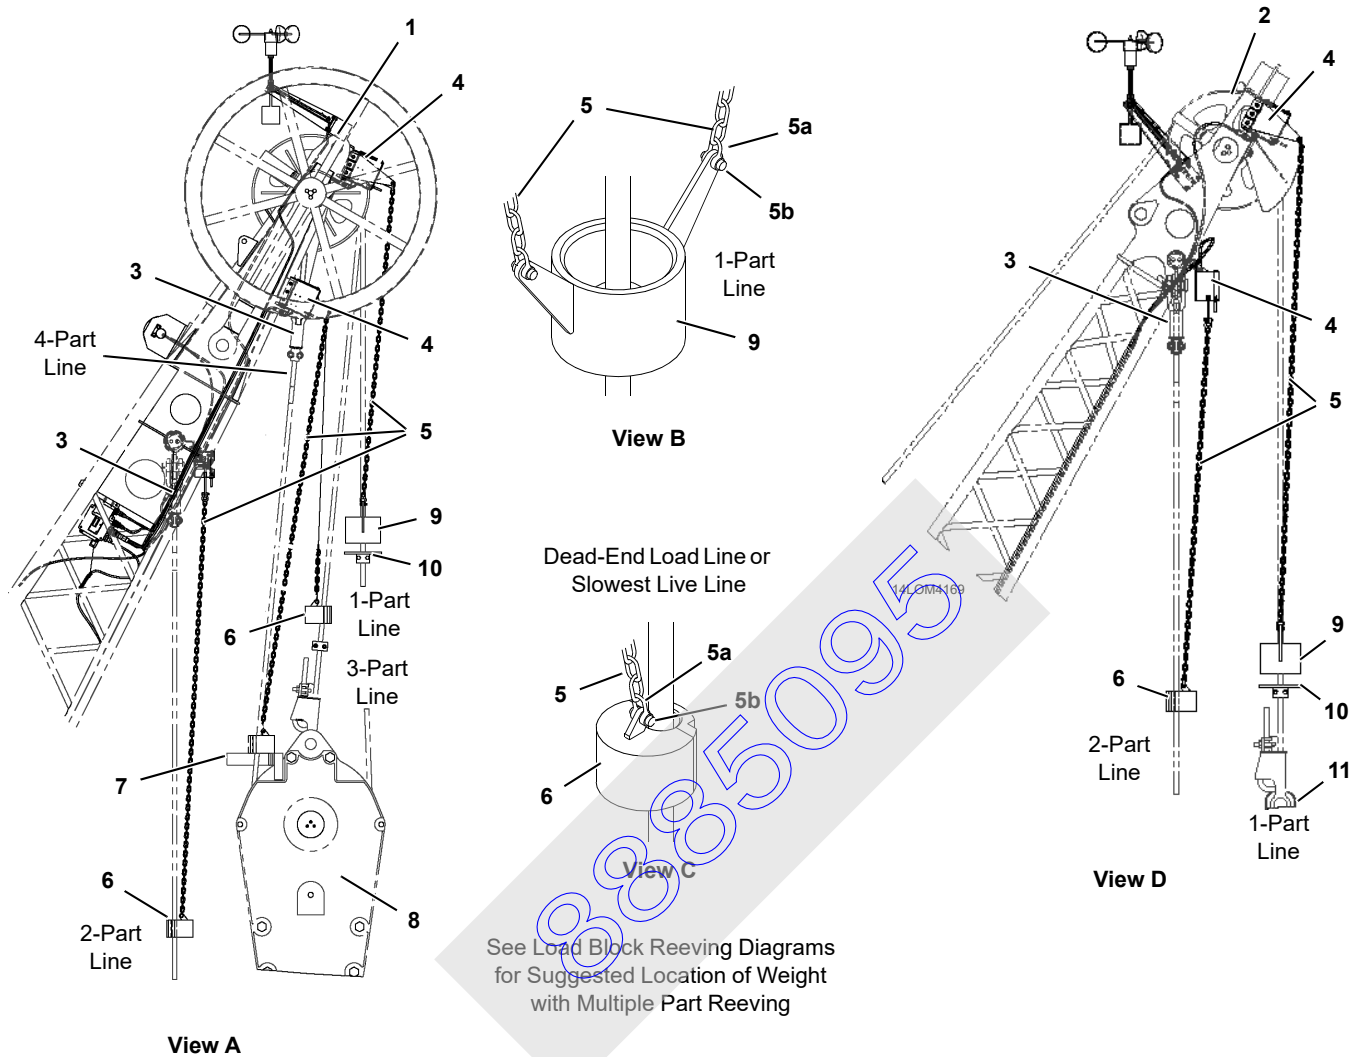 1
4
3
4-Part
Line
4
3
5
9
10
1-Part
Line
6
3-Part
Line
7
6
8
2-Part
Line
View A
5
5a
5b
1-Part
Line
9
View B
Dead-End Load Line or
Slowest Live Line
5
5a
5b
6
View C
See Load Block Reeving Diagrams
for Suggested Location of Weight
with Multiple Part Reeving
2
4
3
4
5
14LOM4169
9
6
10
2-Part
Line
11
1-Part
Line
View D
8885095